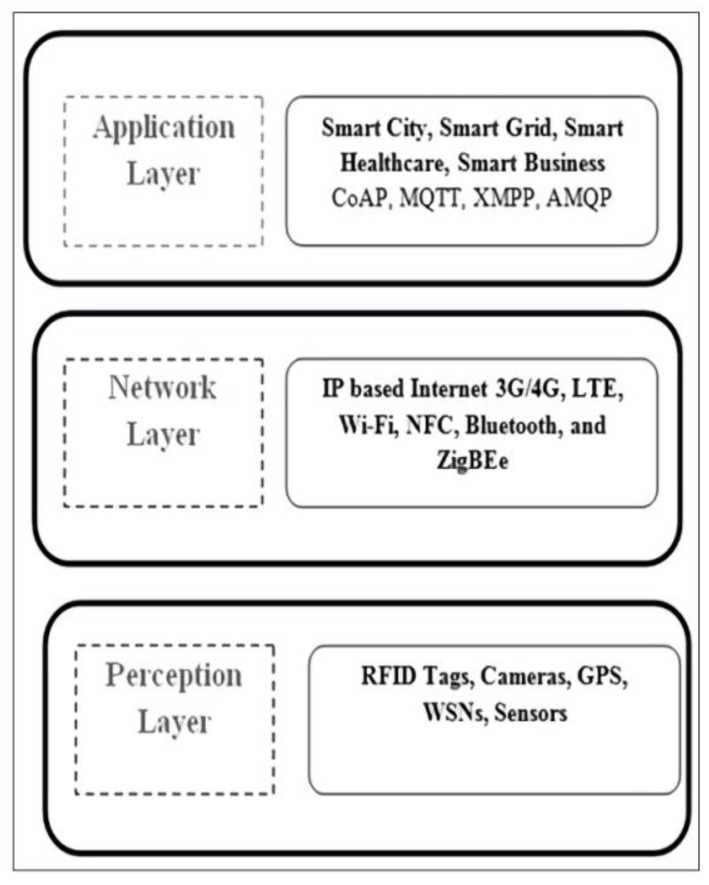 Application
Layer
Smart City, Smart Grid, Smart
Healthcare, Smart Business
CoAP, MQTT, XMPP, AMQP
Network
Layer
IP based Internet 3G/4G, LTE,
Wi-Fi, NFC, Bluetooth, and
ZigBEe
Perception
Layer
RFID Tags, Cameras, GPS,
WSNs, Sensors